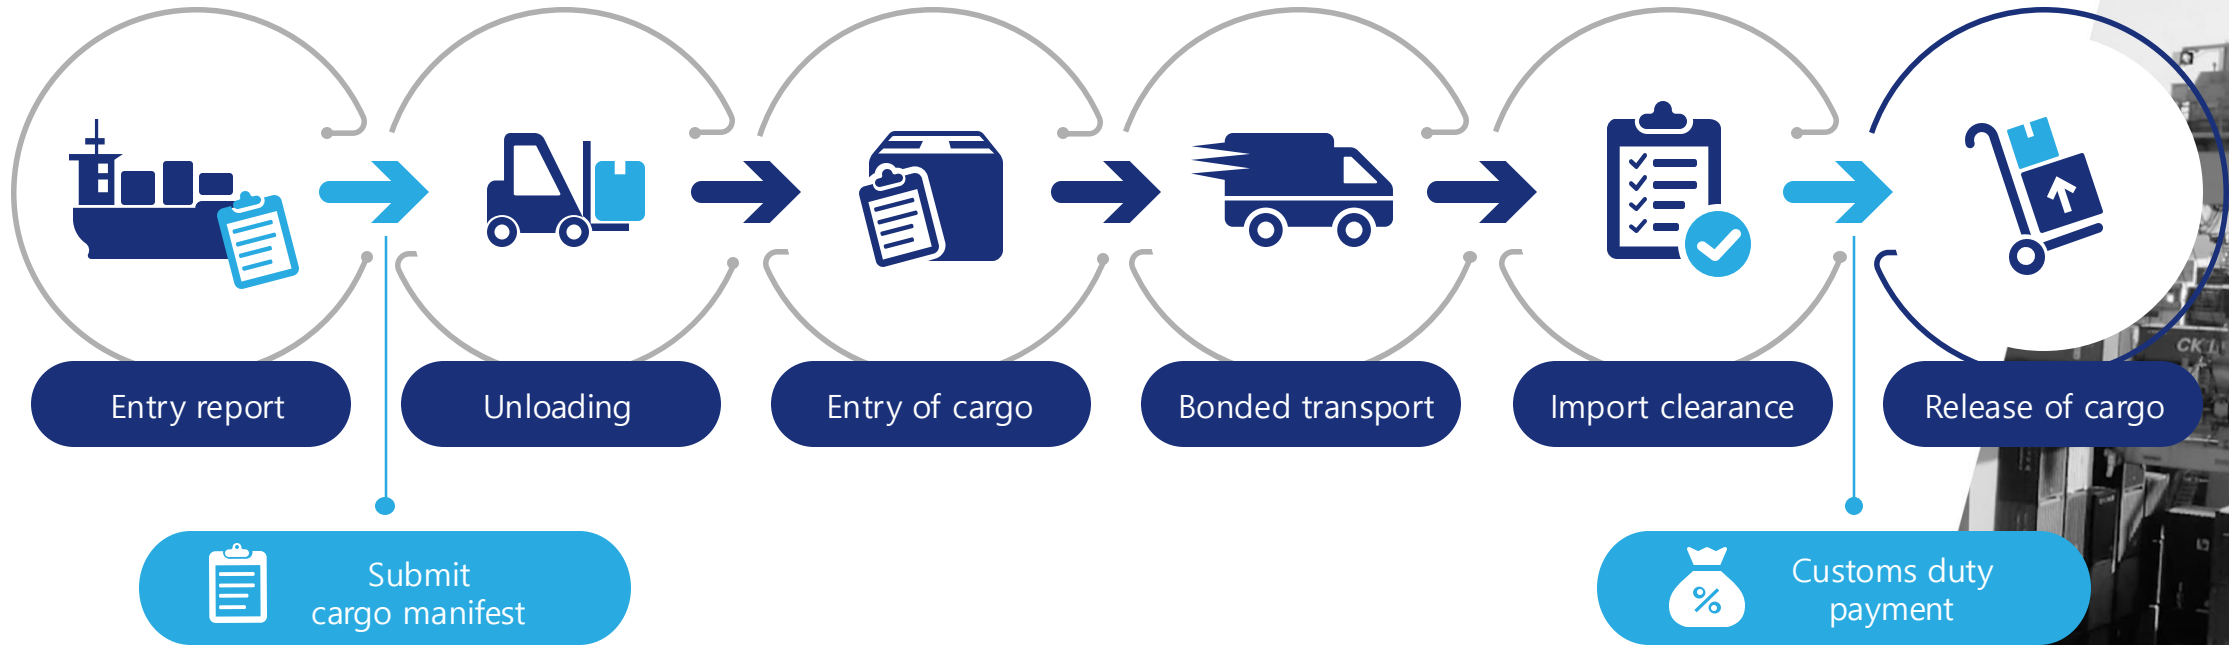 Entry report
Unloading
Entry of cargo
Bonded transport
Import clearance
Release of cargo
Submit
cargo manifest
%
Customs duty
payment